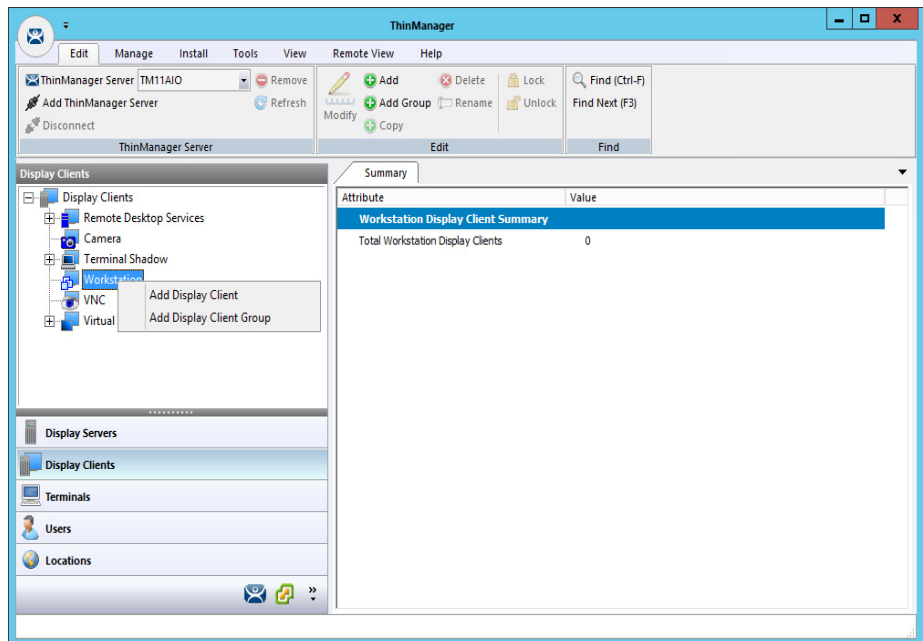 ThinManager
Edit Manage Install Tools View Remote View Help
ThinManager Server TM11AIO Remove Add Delete Lock Find (Ctrl-F)
Add ThinManager Server Refresh Modify Add Group Rename Unlock Find Next (F3)
Disconnect Copy
ThinManager Server Edit Find
Display Clients
Display Clients
Remote Desktop Services
Camera
Terminal Shadow
Workstation
VNC
Virtual
Add Display Client
Add Display Client Group
Display Servers
Display Clients
Terminals
Users
Locations
Summary
Attribute Value
Workstation Display Client Summary
Total Workstation Display Clients 0